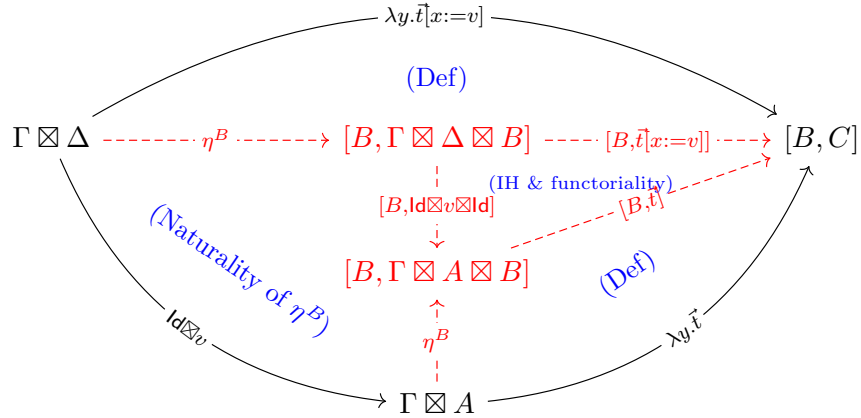 λy.t⃗[x:=v]
(Def)
Γ ⊠ Δ
η^B
[B, Γ ⊠ Δ ⊠ B]
[B,t⃗[x:=v]]
[B, C]
(IH & functoriality)
[B,Id⊠v⊠Id]
[B,t⃗]
(Naturality of η^B)
[B, Γ ⊠ A ⊠ B]
(Def)
Id⊠v
η^B
λy.t⃗
Γ ⊠ A